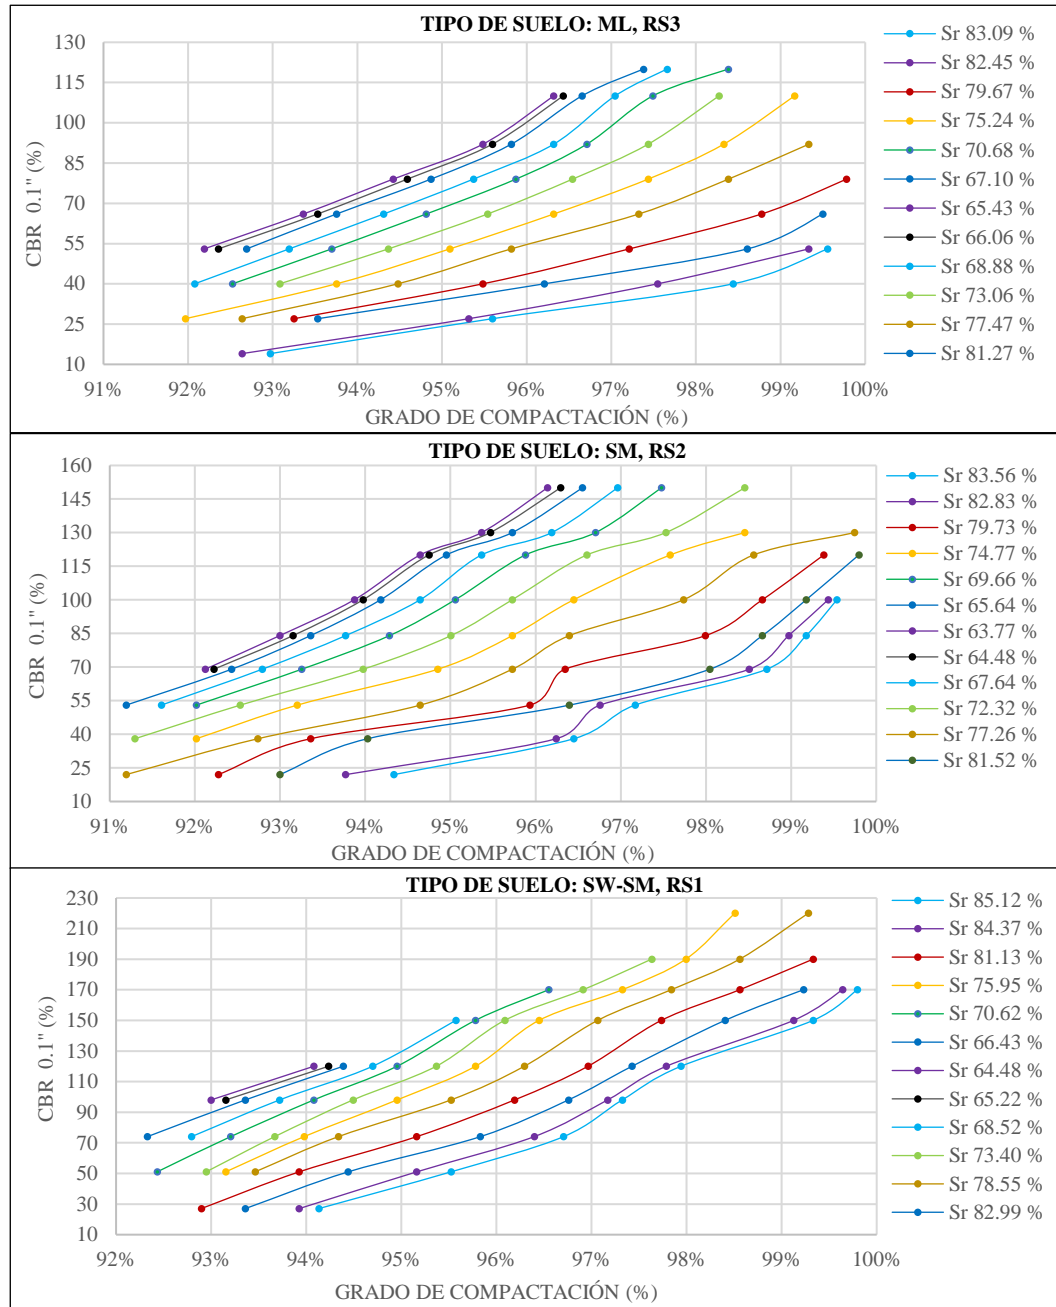 TIPO DE SUELO: ML, RS3
130
115
100
85
70
55
40
25
10
CBR 0.1" (%)
91% 92% 93% 94% 95% 96% 97% 98% 99% 100%
GRADO DE COMPACTACIÓN (%)
Sr 83.09 %
Sr 82.45 %
Sr 79.67 %
Sr 75.24 %
Sr 70.68 %
Sr 67.10 %
Sr 65.43 %
Sr 66.06 %
Sr 68.88 %
Sr 73.06 %
Sr 77.47 %
Sr 81.27 %
TIPO DE SUELO: SM, RS2
160
145
130
115
100
85
70
55
40
25
10
CBR 0.1" (%)
91% 92% 93% 94% 95% 96% 97% 98% 99% 100%
GRADO DE COMPACTACIÓN (%)
Sr 83.56 %
Sr 82.83 %
Sr 79.73 %
Sr 74.77 %
Sr 69.66 %
Sr 65.64 %
Sr 63.77 %
Sr 64.48 %
Sr 67.64 %
Sr 72.32 %
Sr 77.26 %
Sr 81.52 %
TIPO DE SUELO: SW-SM, RS1
230
210
190
170
150
130
110
90
70
50
30
10
CBR 0.1" (%)
92% 93% 94% 95% 96% 97% 98% 99% 100%
GRADO DE COMPACTACIÓN (%)
Sr 85.12 %
Sr 84.37 %
Sr 81.13 %
Sr 75.95 %
Sr 70.62 %
Sr 66.43 %
Sr 64.48 %
Sr 65.22 %
Sr 68.52 %
Sr 73.40 %
Sr 78.55 %
Sr 82.99 %